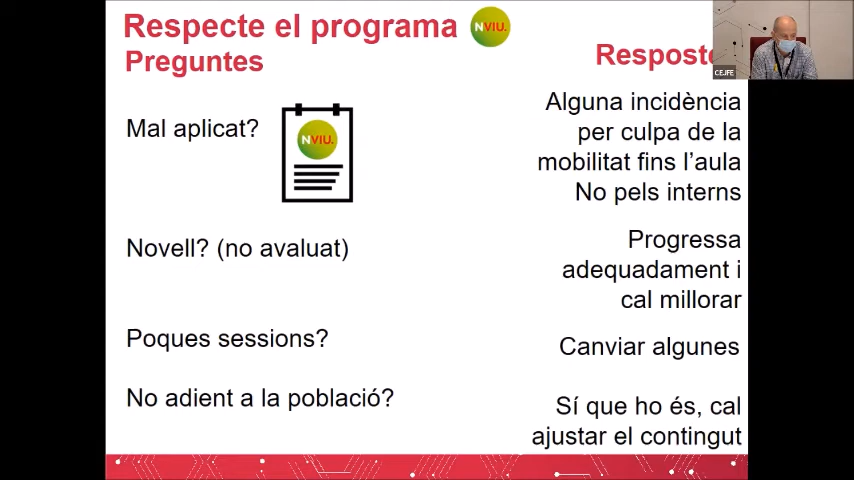 Respecte el programa
NVIU.
Preguntes
Respost
CEJFE
Mal aplicat?
NVIU.
Alguna incidència
per culpa de la
mobilitat fins l’aula
No pels interns
Novell? (no avaluat)
Progressa
adequadament i
cal millorar
Poques sessions?
Canviar algunes
No adient a la població?
Sí que ho és, cal
ajustar el contingut